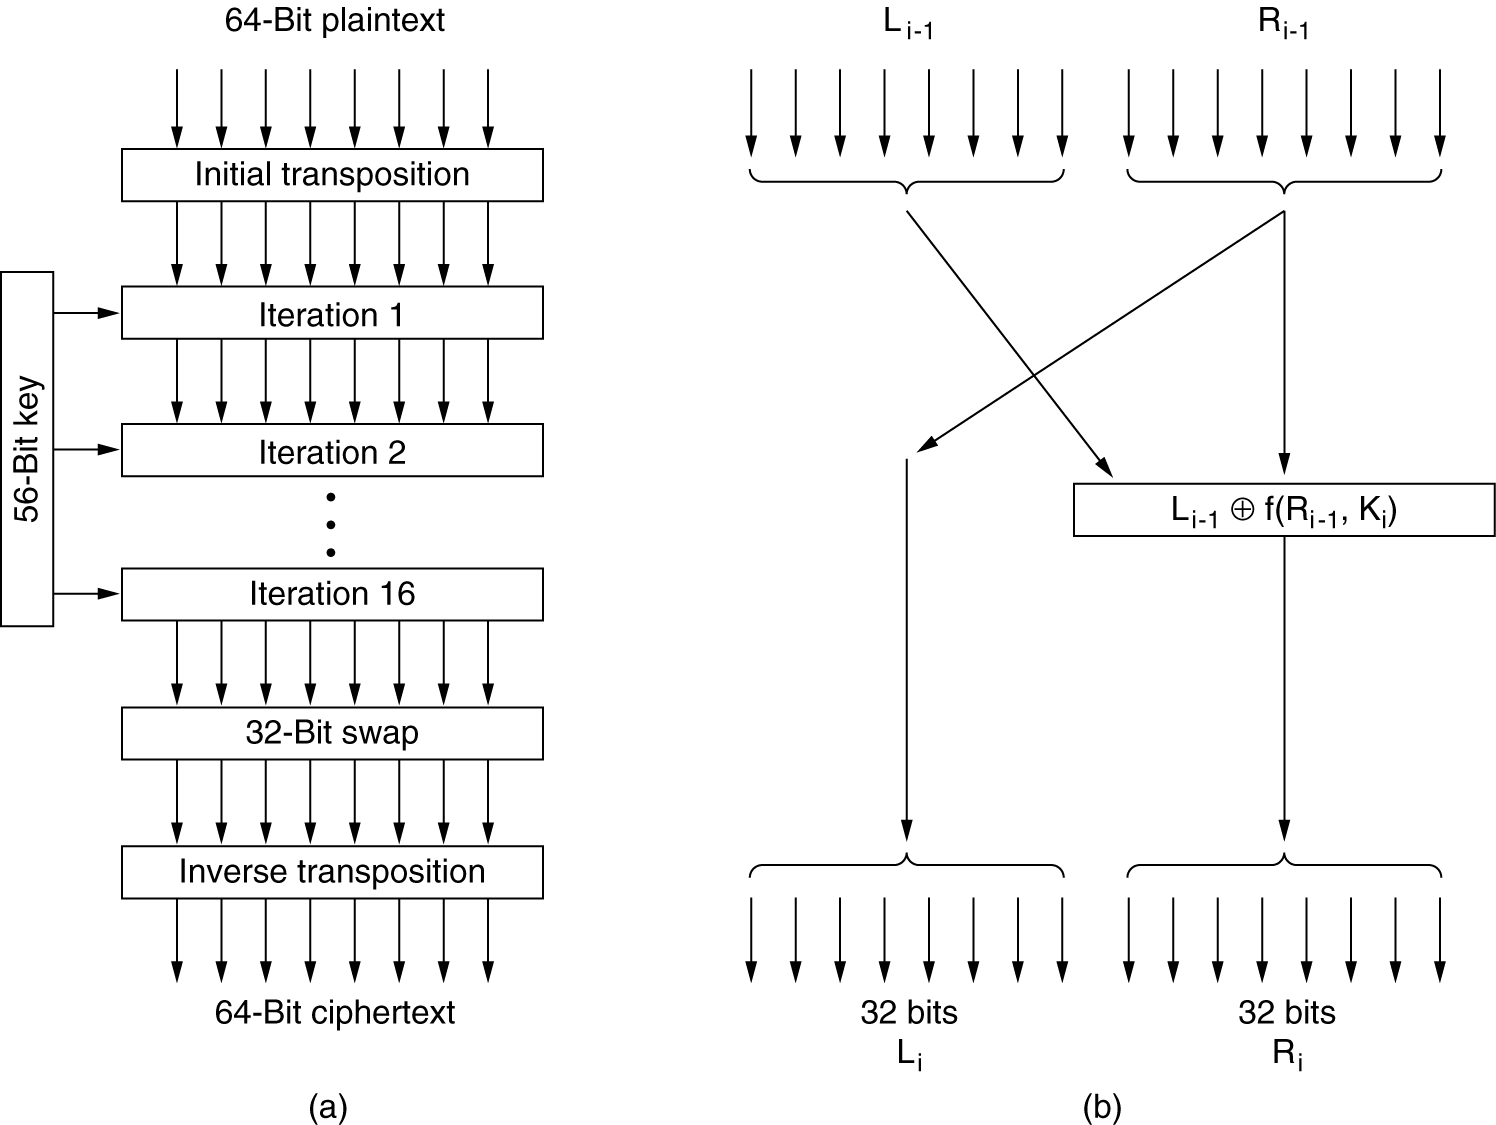 64-Bit plaintext
Initial transposition
56-Bit key
Iteration 1
Iteration 2
Iteration 16
32-Bit swap
Inverse transposition
64-Bit ciphertext
(a)
L i-1
R i-1
L i-1 ⊕ f(R i-1, K i)
32 bits
L i
32 bits
R i
(b)